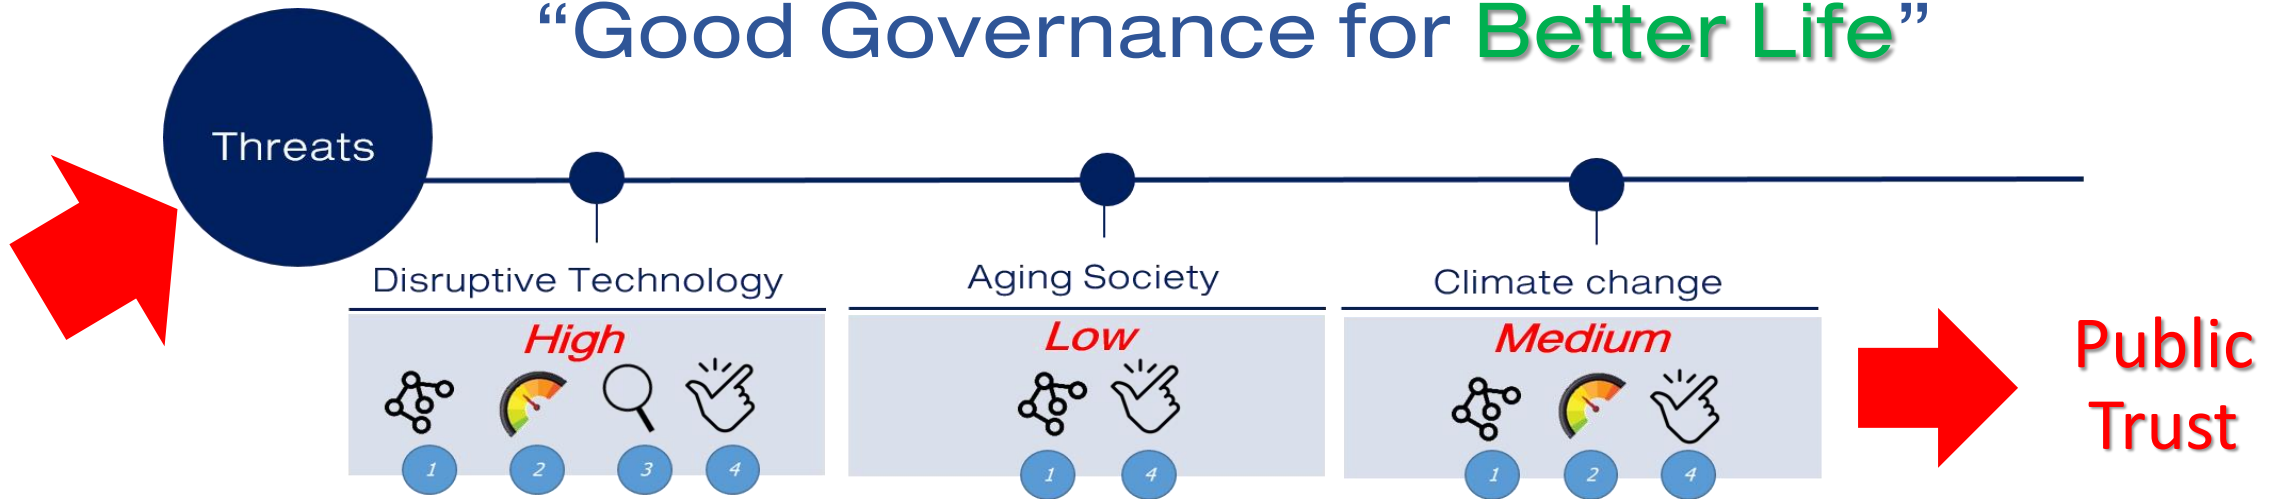 “Good Governance for Better Life”
Threats
Disruptive Technology
High
1 2 3 4
Aging Society
Low
1 4
Climate change
Medium
1 2 4
Public
Trust